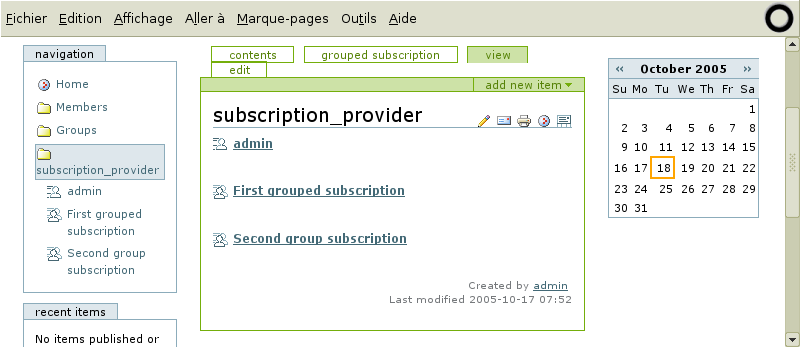 Fichier Edition Affichage Aller à Marque-pages Outils Aide
navigation
Home
Members
Groups
subscription_provider
admin
First grouped
subscription
Second group
subscription
recent items
No items published or
contents grouped subscription view
edit
add new item
subscription_provider
admin
First grouped subscription
Second group subscription
Created by admin
Last modified 2005-10-17 07:52
« October 2005 »
Su Mo Tu We Th Fr Sa
1
2 3 4 5 6 7 8
9 10 11 12 13 14 15
16 17 18 19 20 21 22
23 24 25 26 27 28 29
30 31